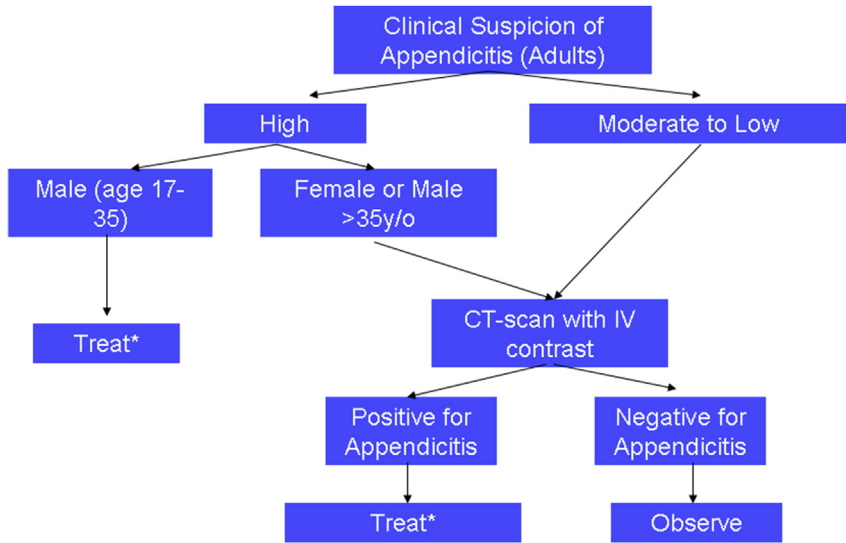 Clinical Suspicion of
Appendicitis (Adults)
High
Moderate to Low
Male (age 17-
35)
Female or Male
>35y/o
CT-scan with IV
contrast
Treat*
Positive for
Appendicitis
Negative for
Appendicitis
Treat*
Observe